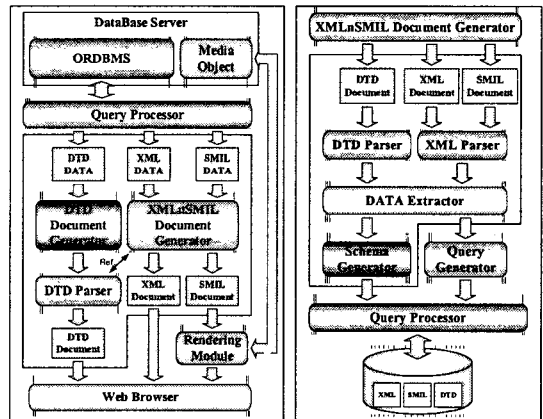 DataBase Server
ORDBMS
Media
Object
Query Processor
DTD
DATA
XML
DATA
SMIL
DATA
DTD
Document
Generator
XMLnSMIL
Document
Generator
Ref
DTD Parser
XML
Document
SMIL
Document
DTD
Document
Rendering
Module
Web Browser
XMLnSMIL Document Generator
DTD
Document
XML
Document
SMIL
Document
DTD Parser
XML Parser
DATA Extractor
Schema
Generator
Query
Generator
Query Processor
XML
SMIL
DTD